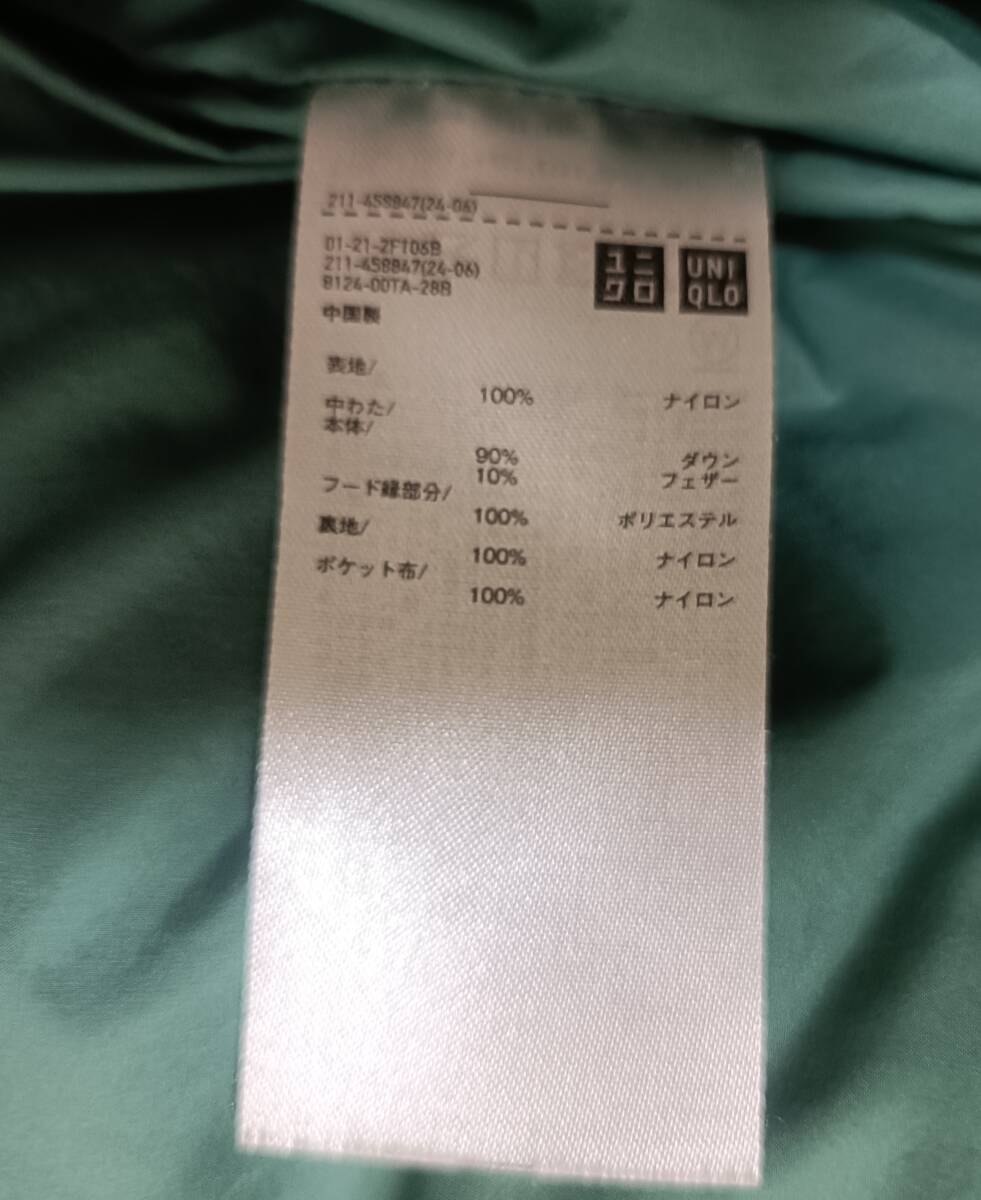 211-458847(24-06)
01-21-2F106B
211-458847(24-06)
8124-00TA-28B
ユニ
クロ
UNI
QLO
中国製
表地/
100% ナイロン
中わた/
本体/
90% ダウン
10% フェザー
フード縁部分/
100% ポリエステル
裏地/
100% ナイロン
ポケット布/
100% ナイロン